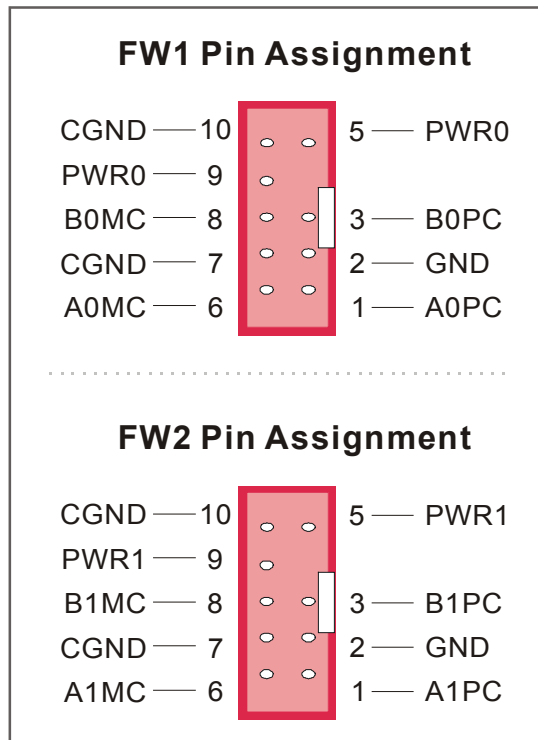 FW1 Pin Assignment
CGND 10 5 PWR0
PWR0 9
B0MC 8 3 B0PC
CGND 7 2 GND
A0MC 6 1 A0PC
FW2 Pin Assignment
CGND 10 5 PWR1
PWR1 9
B1MC 8 3 B1PC
CGND 7 2 GND
A1MC 6 1 A1PC